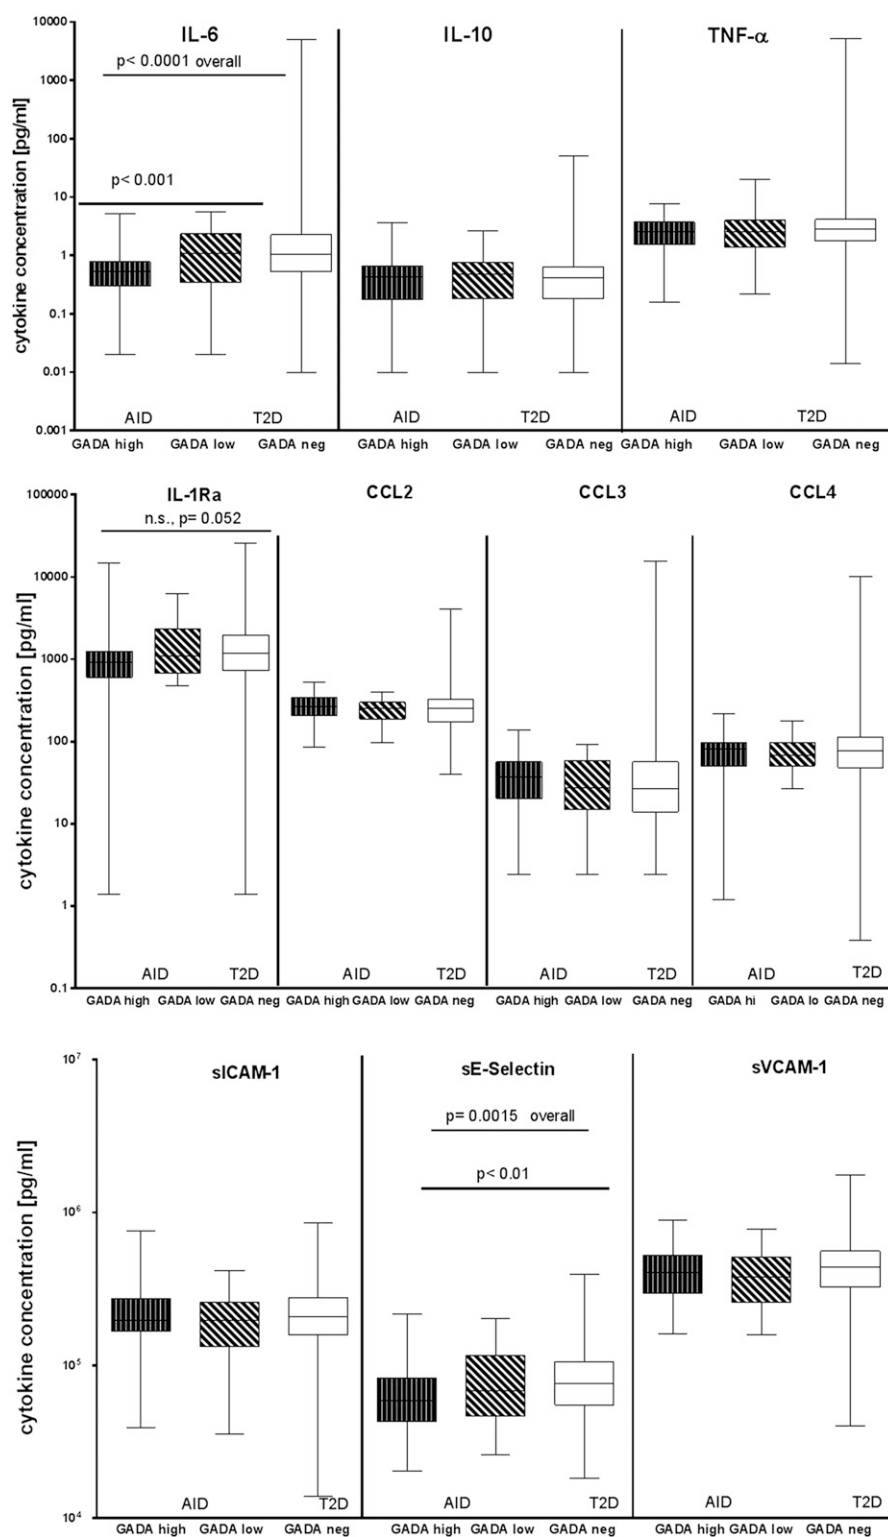 IL-6 IL-10 TNF-α
p< 0.0001 overall
p< 0.001
cytokine concentration [pg/ml]
10000
1000
100
10
1
0.1
0.01
0.001
AID T2D AID T2D AID T2D
GADA high GADA low GADA neg GADA high GADA low GADA neg GADA high GADA low GADA neg
IL-1Ra CCL2 CCL3 CCL4
n.s., p= 0.052
cytokine concentration [pg/ml]
100000
10000
1000
100
10
1
0.1
AID T2D AID T2D AID T2D AID T2D
GADA high GADA low GADA neg GADA high GADA low GADA neg GADA high GADA low GADA neg GADA hi GADA lo GADA neg
sICAM-1 sE-Selectin sVCAM-1
p= 0.0015 overall
p< 0.01
cytokine concentration [pg/ml]
10⁷
10⁶
10⁵
10⁴
AID T2D AID T2D AID T2D
GADA high GADA low GADA neg GADA high GADA low GADA neg GADA high GADA low GADA neg